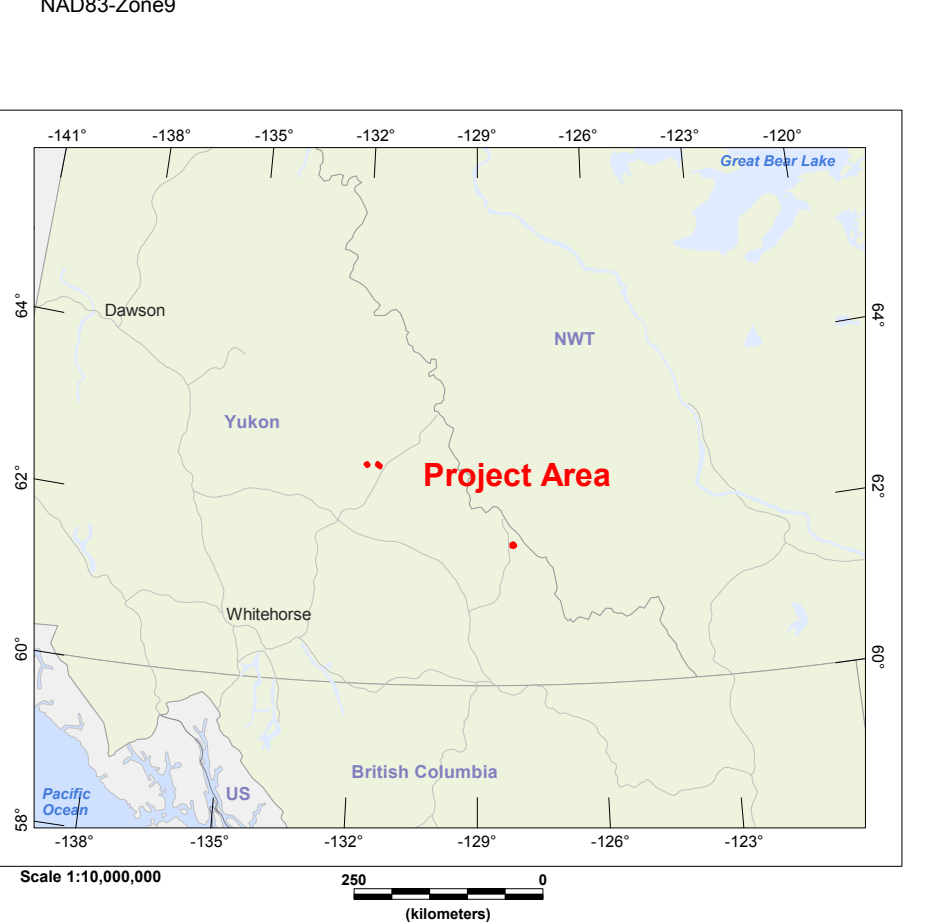 NAD83-Zone9
-141° -138° -135° -132° -129° -126° -123° -120°
Great Bear Lake
64° Dawson 64°
NWT
Yukon
62° Project Area 62°
Whitehorse
60° 60°
British Columbia
Pacific
Ocean
US
58°
-138° -135° -132° -129° -126° -123°
Scale 1:10,000,000
250 0
(kilometers)